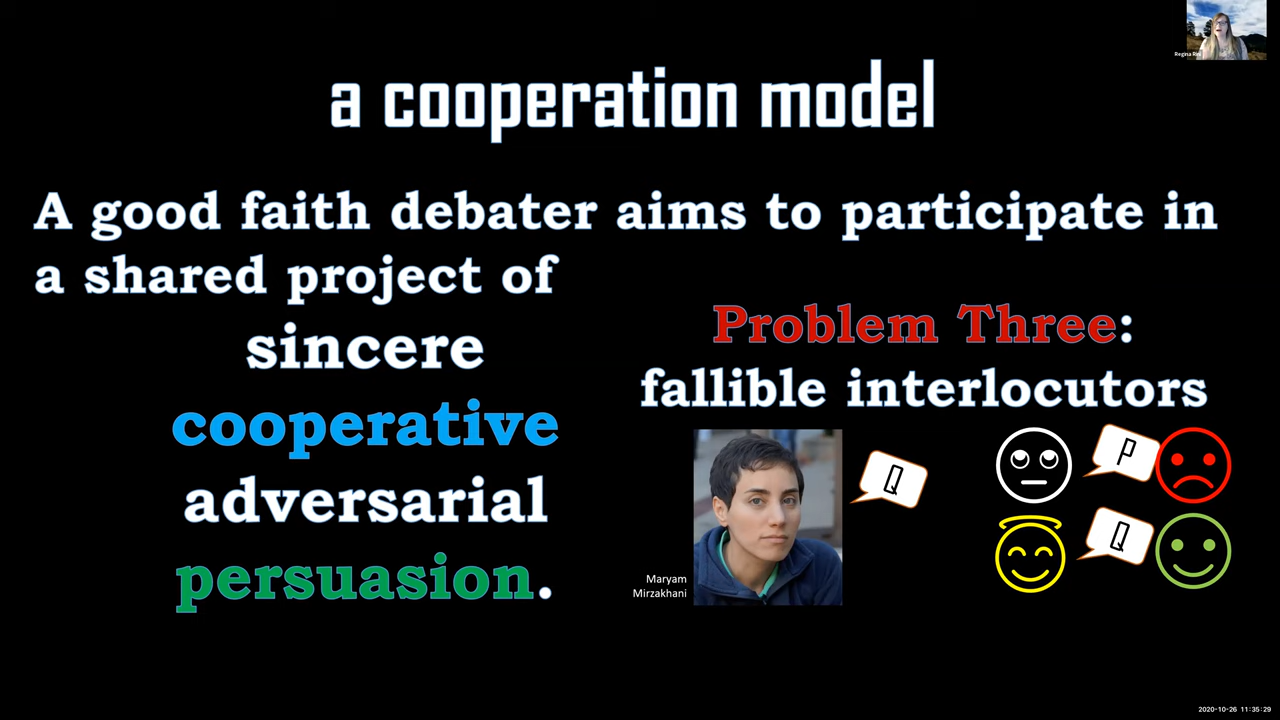 Regina
a cooperation model
A good faith debater aims to participate in
a shared project of
sincere
cooperative
adversarial
persuasion.
Problem Three:
fallible interlocutors
Q
P
Q
Maryam
Mirzakhani
2020-10-26 11:35:29